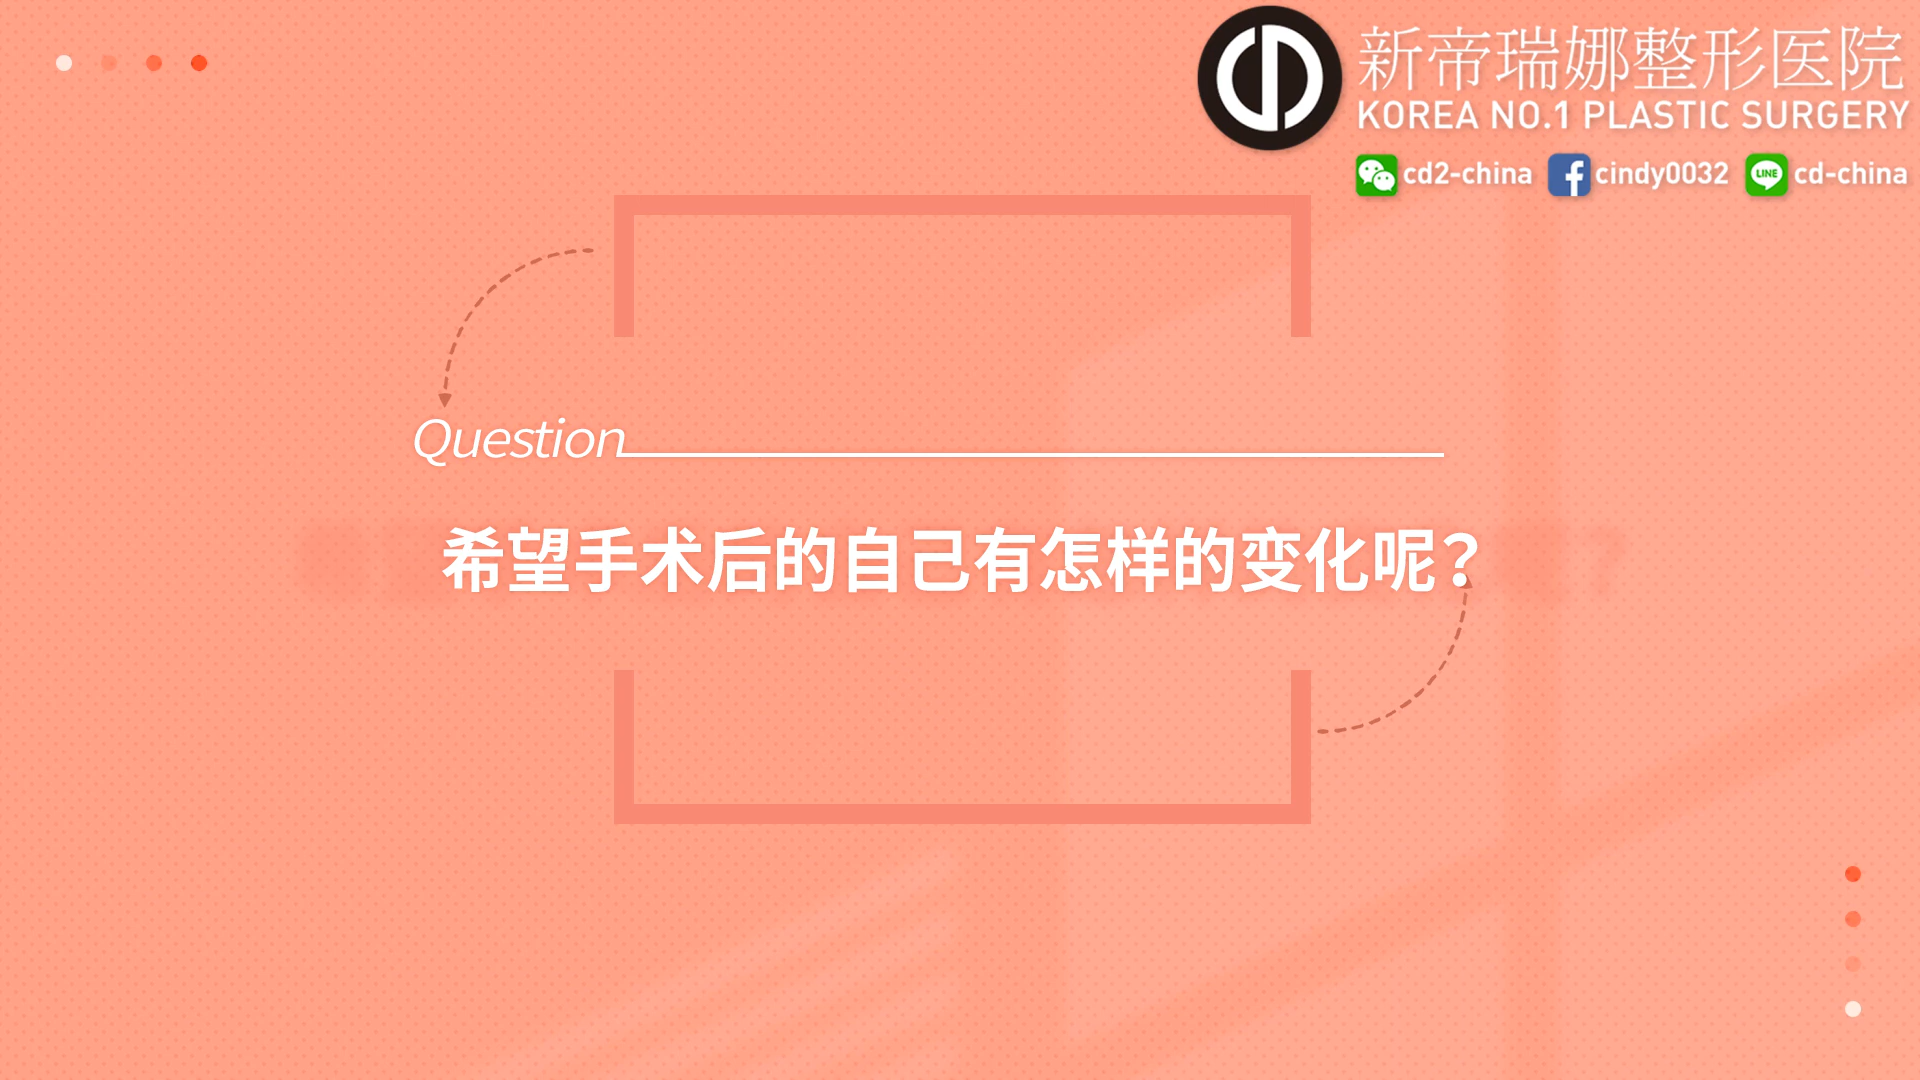 新帝瑞娜整形医院
KOREA NO.1 PLASTIC SURGERY
cd2-china cindy0032 LINE cd-china
Question
希望手术后的自己有怎样的变化呢？